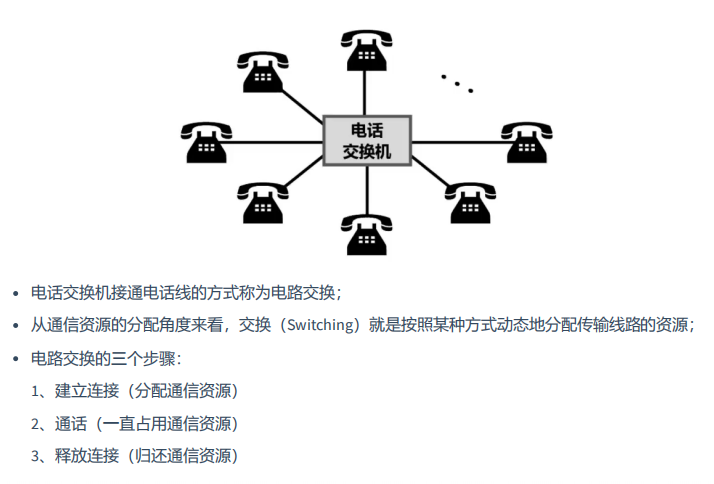 电话
交换机
• 电话交换机接通电话线的方式称为电路交换；
• 从通信资源的分配角度来看，交换（Switching）就是按照某种方式动态地分配传输线路的资源；
• 电路交换的三个步骤：
1、建立连接（分配通信资源）
2、通话（一直占用通信资源）
3、释放连接（归还通信资源）